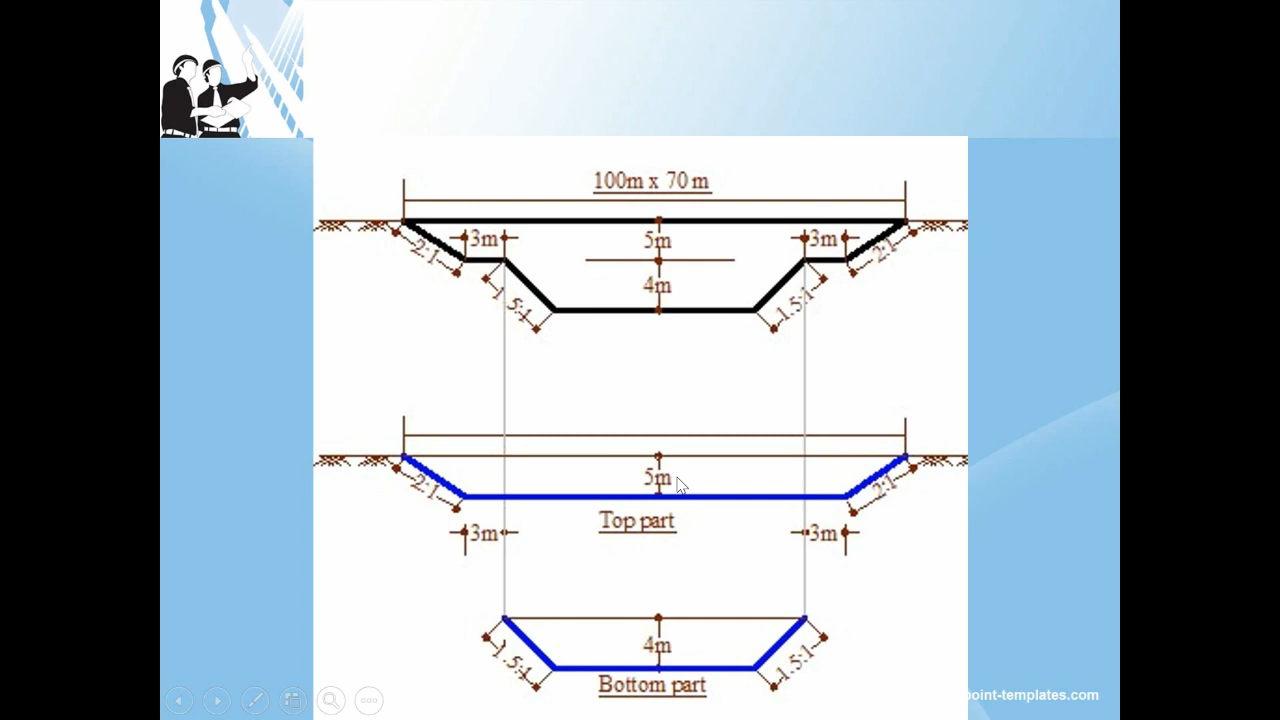 100m x 70 m
3m
5m
3m
2:1
2:1
4m
1.5:1
1.5:1
5m
2:1
2:1
Top part
3m
3m
4m
1.5:1
1.5:1
Bottom part
point-templates.com